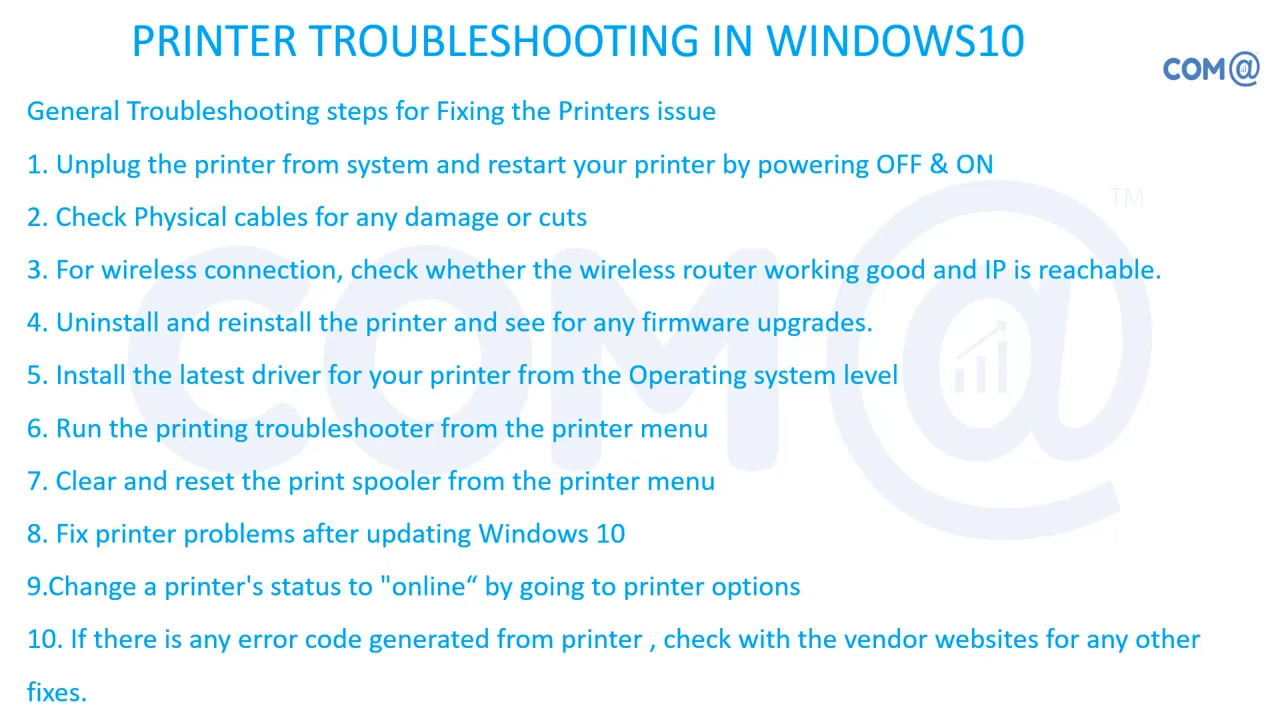 PRINTER TROUBLESHOOTING IN WINDOWS10
COM@
General Troubleshooting steps for Fixing the Printers issue
1. Unplug the printer from system and restart your printer by powering OFF & ON
TM
2. Check Physical cables for any damage or cuts
3. For wireless connection, check whether the wireless router working good and IP is reachable.
4. Uninstall and reinstall the printer and see for any firmware upgrades.
COM@
5. Install the latest driver for your printer from the Operating system level
6. Run the printing troubleshooter from the printer menu
7. Clear and reset the print spooler from the printer menu
8. Fix printer problems after updating Windows 10
9.Change a printer's status to "online“ by going to printer options
10. If there is any error code generated from printer , check with the vendor websites for any other
fixes.